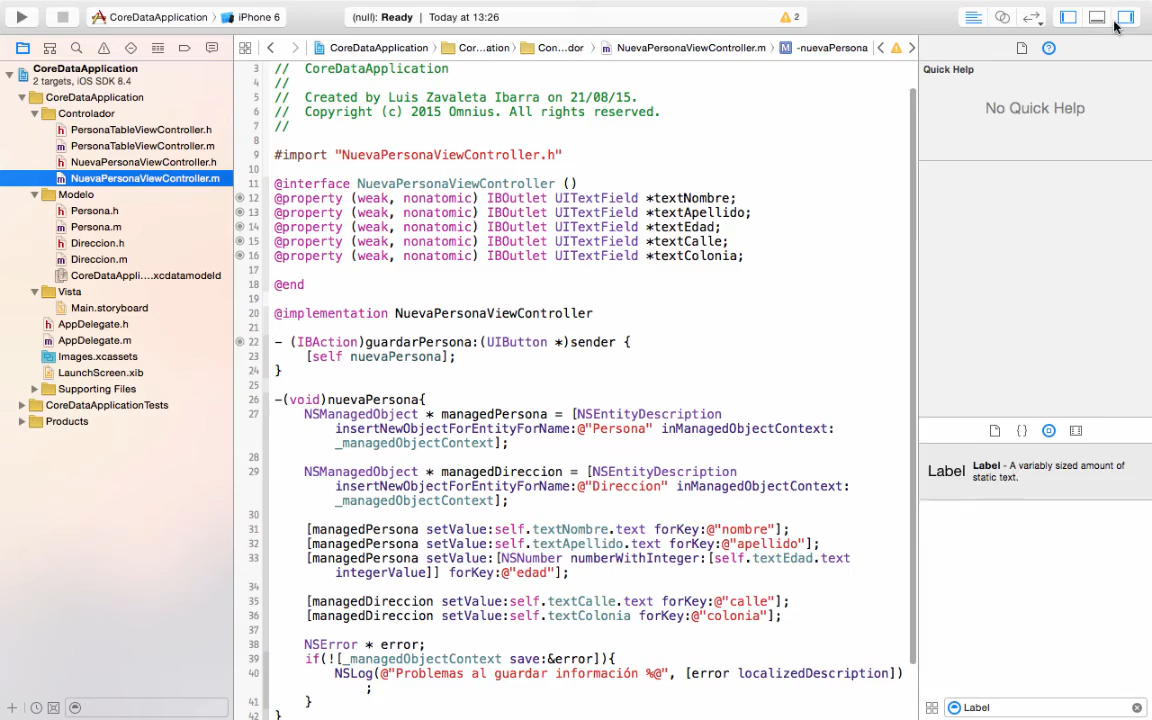 CoreDataApplication
iPhone 6
(null): Ready | Today at 13:26
2
CoreDataApplication
2 targets, iOS SDK 8.4
CoreDataApplication
Controlador
PersonaTableViewController.h
PersonaTableViewController.m
NuevaPersonaViewController.h
NuevaPersonaViewController.m
Modelo
Persona.h
Persona.m
Direccion.h
Direccion.m
CoreDataAppli....xcdatamodeld
Vista
Main.storyboard
AppDelegate.h
AppDelegate.m
Images.xcassets
LaunchScreen.xib
Supporting Files
CoreDataApplicationTests
Products
CoreDataApplication
Cor...ation
Con...dor
NuevaPersonaViewController.m
M -nuevaPersona
3 // CoreDataApplication
4 //
5 // Created by Luis Zavaleta Ibarra on 21/08/15.
6 // Copyright (c) 2015 Omnius. All rights reserved.
7 //
8
9 #import "NuevaPersonaViewController.h"
10
11 @interface NuevaPersonaViewController ()
12 @property (weak, nonatomic) IBOutlet UITextField *textNombre;
13 @property (weak, nonatomic) IBOutlet UITextField *textApellido;
14 @property (weak, nonatomic) IBOutlet UITextField *textEdad;
15 @property (weak, nonatomic) IBOutlet UITextField *textCalle;
16 @property (weak, nonatomic) IBOutlet UITextField *textColonia;
17
18 @end
19
20 @implementation NuevaPersonaViewController
21
22 - (IBAction)guardarPersona:(UIButton *)sender {
23 [self nuevaPersona];
24 }
25
26 -(void)nuevaPersona{
27 NSManagedObject * managedPersona = [NSEntityDescription
insertNewObjectForEntityForName:@"Persona" inManagedObjectContext:
_managedObjectContext];
28
29 NSManagedObject * managedDireccion = [NSEntityDescription
insertNewObjectForEntityForName:@"Direccion" inManagedObjectContext:
_managedObjectContext];
30
31 [managedPersona setValue:self.textNombre.text forKey:@"nombre"];
32 [managedPersona setValue:self.textApellido.text forKey:@"apellido"];
33 [managedPersona setValue:[NSNumber numberWithInteger:[self.textEdad.text
integerValue]] forKey:@"edad"];
34
35 [managedDireccion setValue:self.textCalle.text forKey:@"calle"];
36 [managedDireccion setValue:self.textColonia forKey:@"colonia"];
37
38 NSError * error;
39 if(![_managedObjectContext save:&error]){
40 NSLog(@"Problemas al guardar información %@", [error localizedDescription])
;
41 }
42 }
Quick Help
No Quick Help
Label
Label - A variably sized amount of
static text.
Label